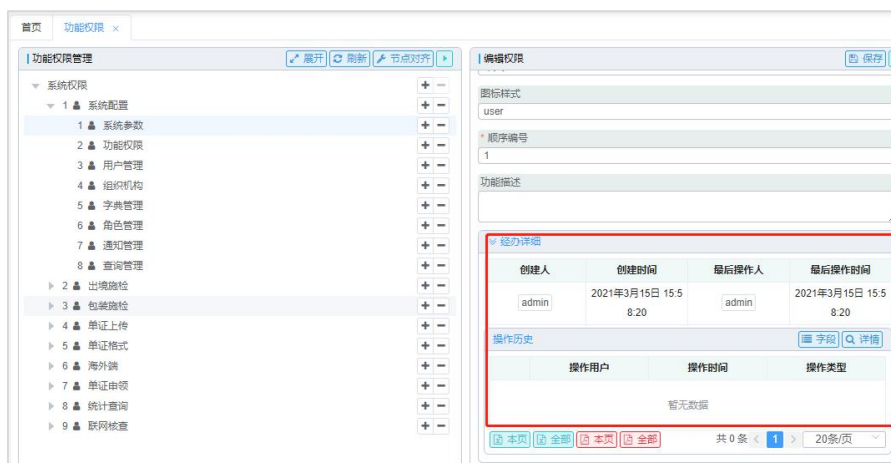 首页 功能权限 ×
功能权限管理 展开 刷新 节点对齐
系统权限
1 系统配置
1 系统参数
2 功能权限
3 用户管理
4 组织机构
5 字典管理
6 角色管理
7 通知管理
8 查询管理
2 出境施检
3 包装施检
4 单证上传
5 单证格式
6 海外端
7 单证申领
8 统计查询
9 联网核查
编辑权限 保存
图标样式
user
* 顺序编号
1
功能描述
经办详细
创建人 创建时间 最后操作人 最后操作时间
admin 2021年3月15日 15:5 admin 2021年3月15日 15:5
8:20 8:20
操作历史 字段 详情
操作用户 操作时间 操作类型
暂无数据
本页 全部 本页 全部 共 0 条 1 20条/页